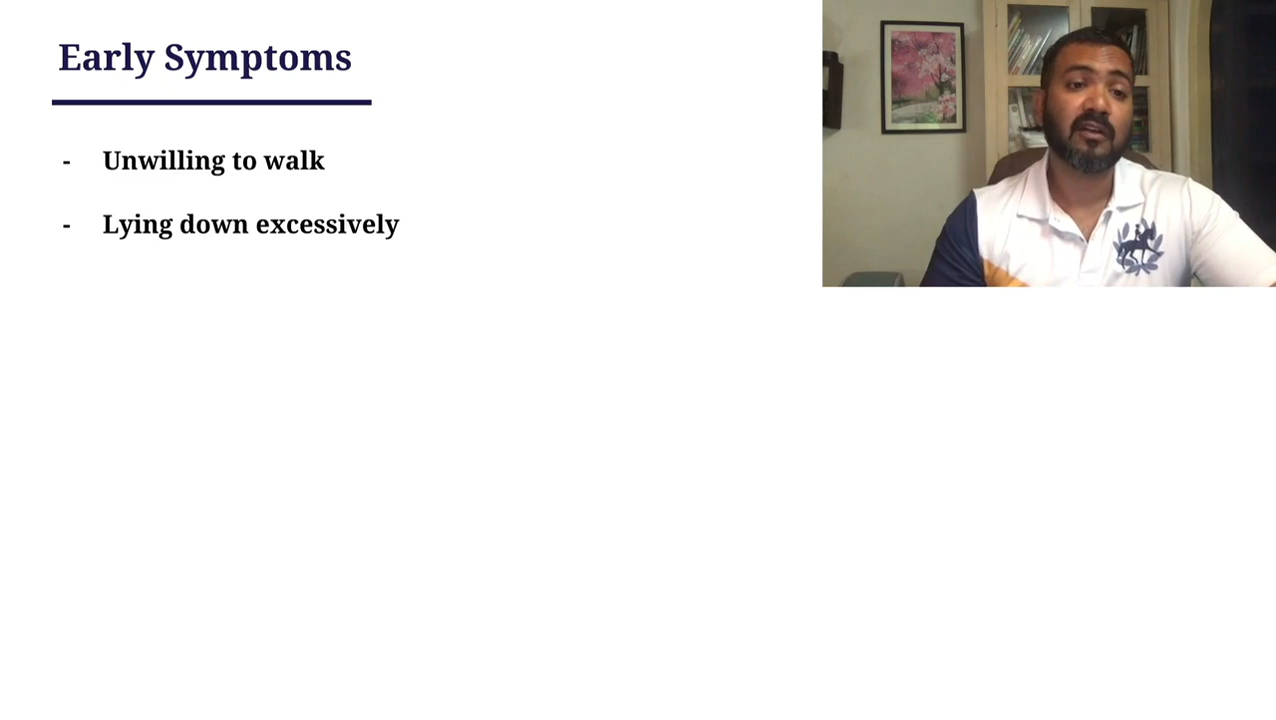 Early Symptoms
- Unwilling to walk
- Lying down excessively